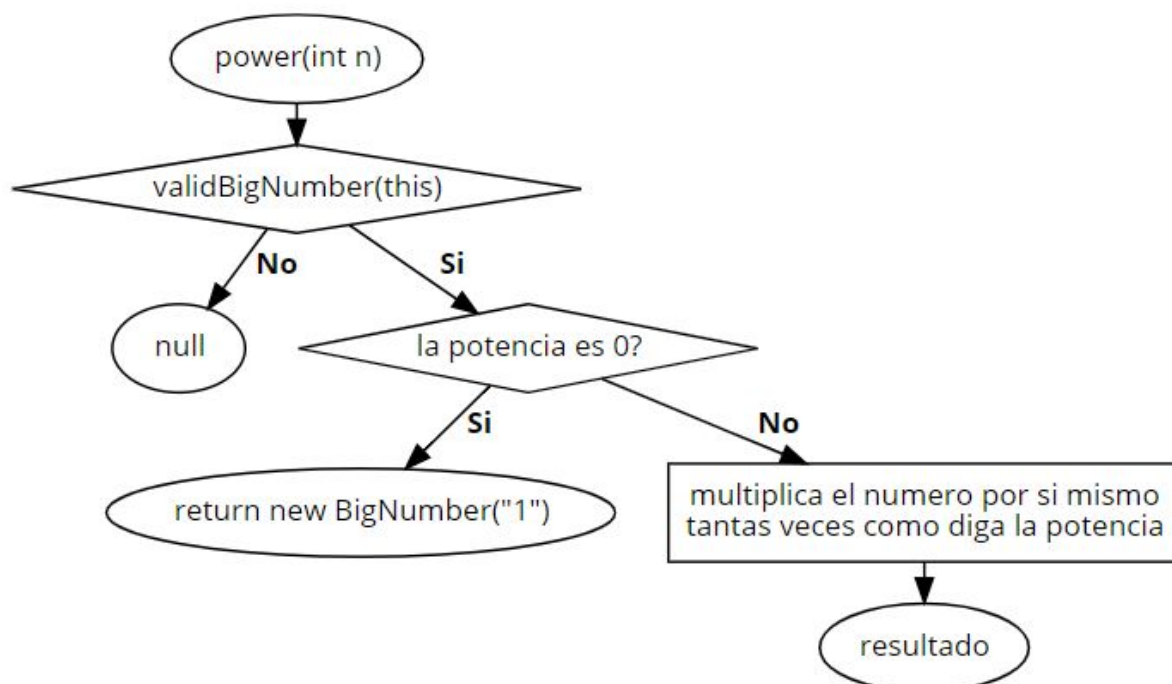 power(int n)
validBigNumber(this)
No
Si
null
la potencia es 0?
Si
No
return new BigNumber("1")
multiplica el numero por si mismo
tantas veces como diga la potencia
resultado